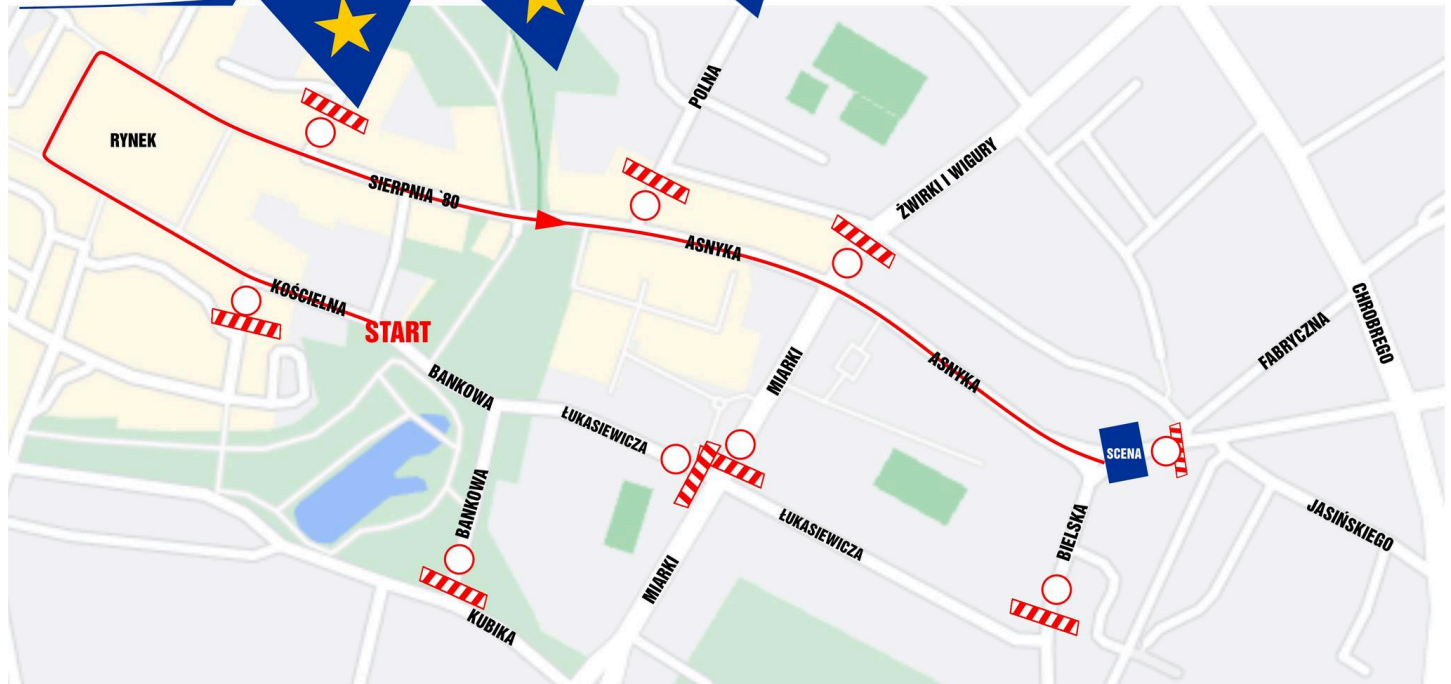 POLNA
RYNEK
ŻWIRKI I WIGURY
SIERPNIA `80
ASNYKA
KOŚCIELNA
START
CHROBREGO
FABRYCZNA
MIARKI
ASNYKA
BANKOWA
ŁUKASIEWICZA
SCENA
BANKOWA
ŁUKASIEWICZA
BIELSKA
JASIŃSKIEGO
MIARKI
KUBIKA